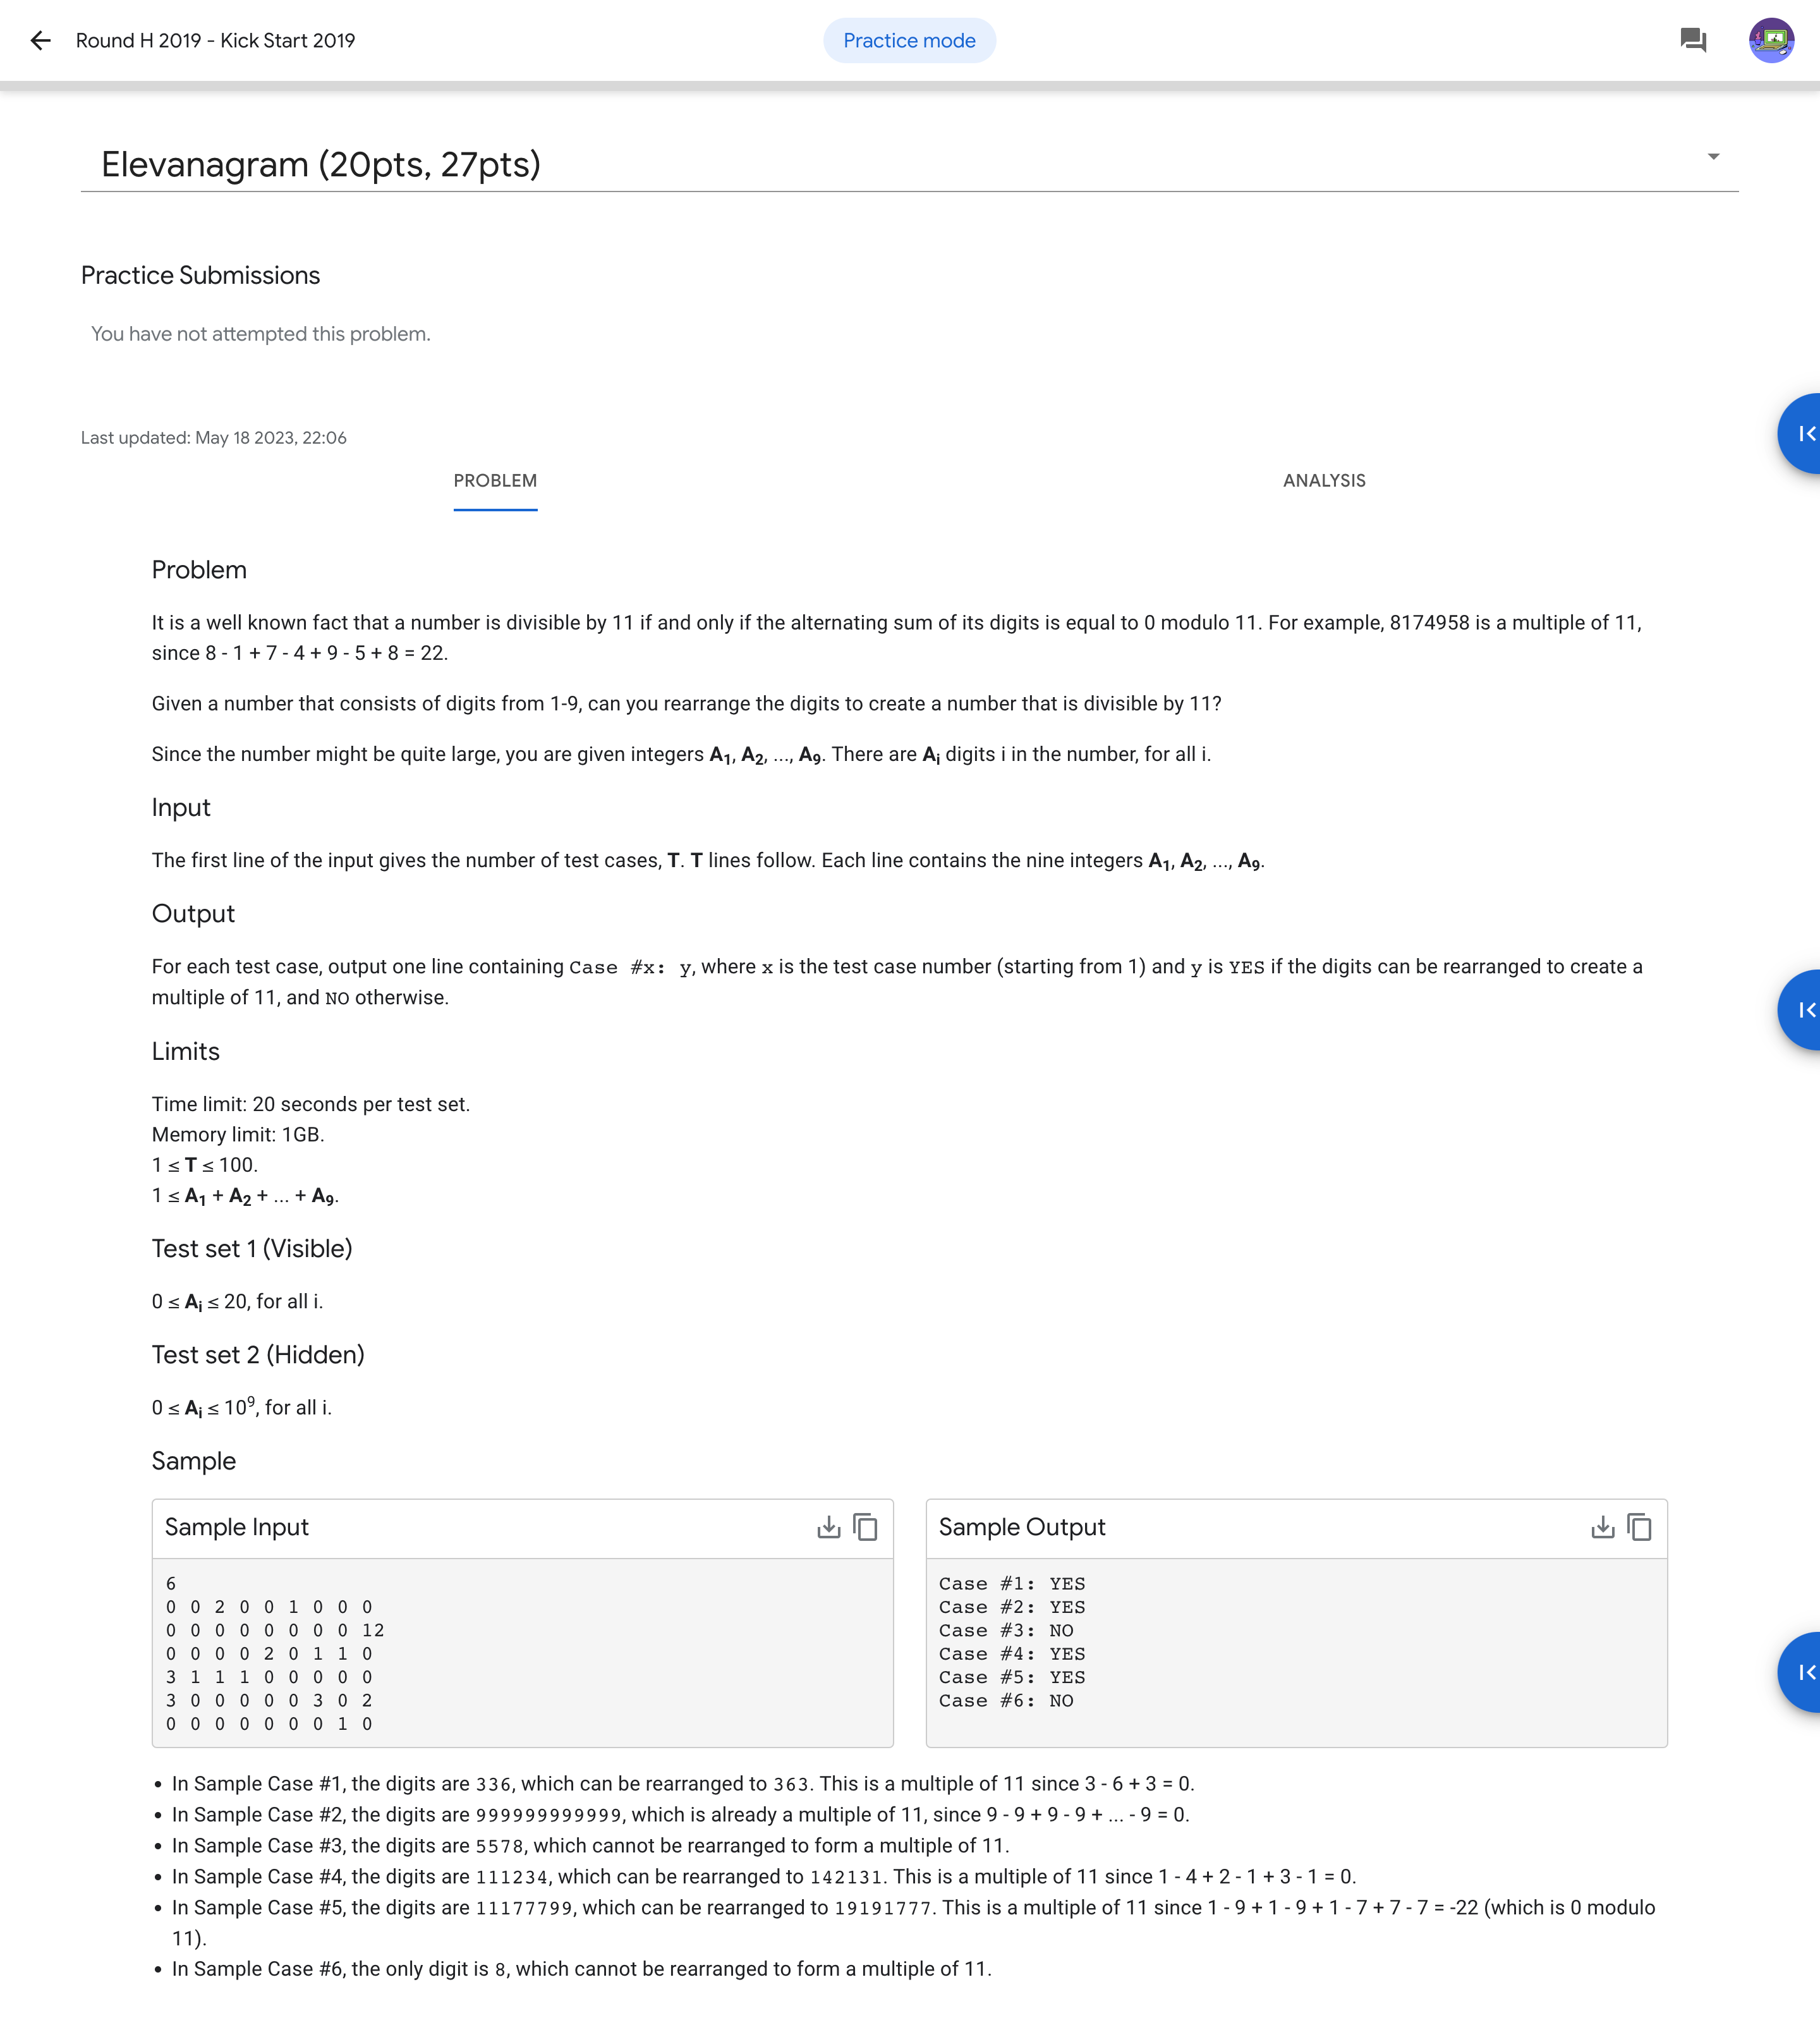 Round H 2019 - Kick Start 2019
Practice mode
Elevanagram (20pts, 27pts)
Practice Submissions
You have not attempted this problem.
Last updated: May 18 2023, 22:06
PROBLEM
ANALYSIS
Problem
It is a well known fact that a number is divisible by 11 if and only if the alternating sum of its digits is equal to 0 modulo 11. For example, 8174958 is a multiple of 11,
since 8 - 1 + 7 - 4 + 9 - 5 + 8 = 22.
Given a number that consists of digits from 1-9, can you rearrange the digits to create a number that is divisible by 11?
Since the number might be quite large, you are given integers A₁, A₂, ..., A₉. There are Aᵢ digits i in the number, for all i.
Input
The first line of the input gives the number of test cases, T. T lines follow. Each line contains the nine integers A₁, A₂, ..., A₉.
Output
For each test case, output one line containing Case #x: y, where x is the test case number (starting from 1) and y is YES if the digits can be rearranged to create a
multiple of 11, and NO otherwise.
Limits
Time limit: 20 seconds per test set.
Memory limit: 1GB.
1 ≤ T ≤ 100.
1 ≤ A₁ + A₂ + ... + A₉.
Test set 1 (Visible)
0 ≤ Aᵢ ≤ 20, for all i.
Test set 2 (Hidden)
0 ≤ Aᵢ ≤ 10⁹, for all i.
Sample
Sample Input
6
0 0 2 0 0 1 0 0 0
0 0 0 0 0 0 0 0 12
0 0 0 0 2 0 1 1 0
3 1 1 1 0 0 0 0 0
3 0 0 0 0 0 3 0 2
0 0 0 0 0 0 0 1 0
Sample Output
Case #1: YES
Case #2: YES
Case #3: NO
Case #4: YES
Case #5: YES
Case #6: NO
• In Sample Case #1, the digits are 336, which can be rearranged to 363. This is a multiple of 11 since 3 - 6 + 3 = 0.
• In Sample Case #2, the digits are 999999999999, which is already a multiple of 11, since 9 - 9 + 9 - 9 + ... - 9 = 0.
• In Sample Case #3, the digits are 5578, which cannot be rearranged to form a multiple of 11.
• In Sample Case #4, the digits are 111234, which can be rearranged to 142131. This is a multiple of 11 since 1 - 4 + 2 - 1 + 3 - 1 = 0.
• In Sample Case #5, the digits are 11177799, which can be rearranged to 19191777. This is a multiple of 11 since 1 - 9 + 1 - 9 + 1 - 7 + 7 - 7 = -22 (which is 0 modulo
11).
• In Sample Case #6, the only digit is 8, which cannot be rearranged to form a multiple of 11.